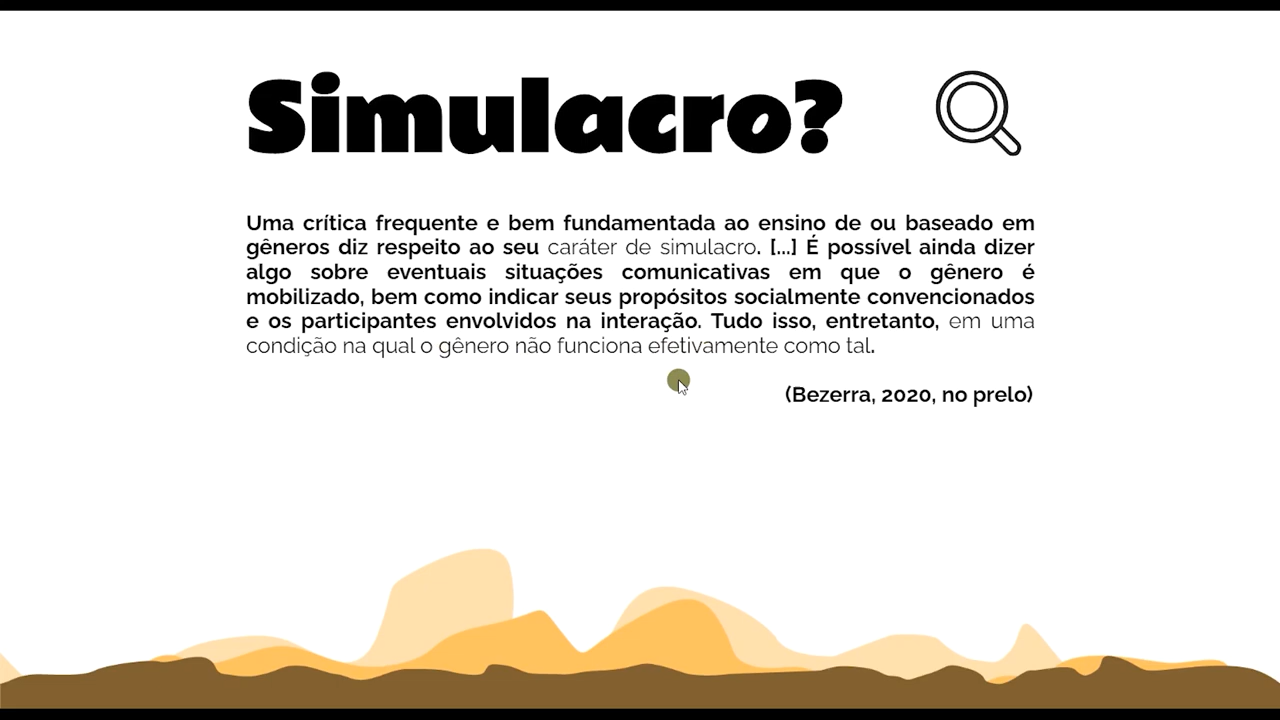 Simulacro?
Uma crítica frequente e bem fundamentada ao ensino de ou baseado em
gêneros diz respeito ao seu caráter de simulacro. [...] É possível ainda dizer
algo sobre eventuais situações comunicativas em que o gênero é
mobilizado, bem como indicar seus propósitos socialmente convencionados
e os participantes envolvidos na interação. Tudo isso, entretanto, em uma
condição na qual o gênero não funciona efetivamente como tal.
(Bezerra, 2020, no prelo)